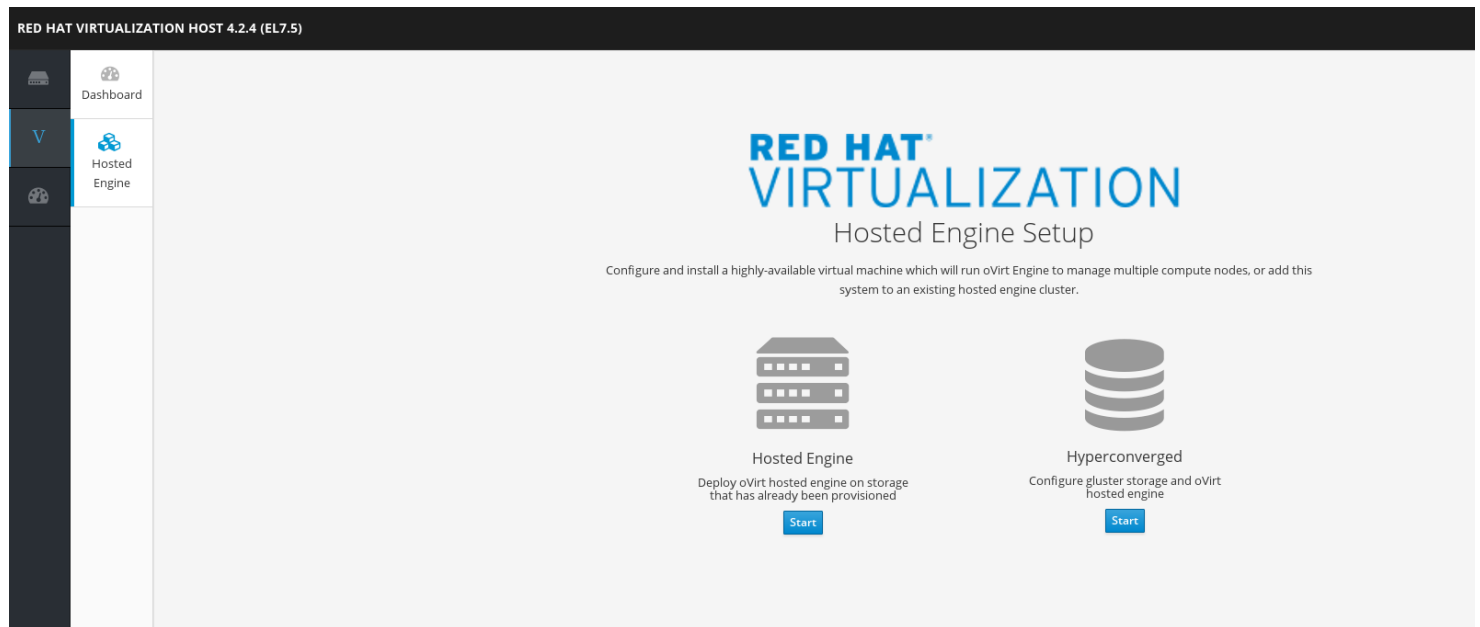 RED HAT VIRTUALIZATION HOST 4.2.4 (EL7.5)
Dashboard
V
Hosted
Engine
RED HAT®
VIRTUALIZATION
Hosted Engine Setup
Configure and install a highly-available virtual machine which will run oVirt Engine to manage multiple compute nodes, or add this
system to an existing hosted engine cluster.
Hosted Engine
Deploy oVirt hosted engine on storage
that has already been provisioned
Start
Hyperconverged
Configure gluster storage and oVirt
hosted engine
Start